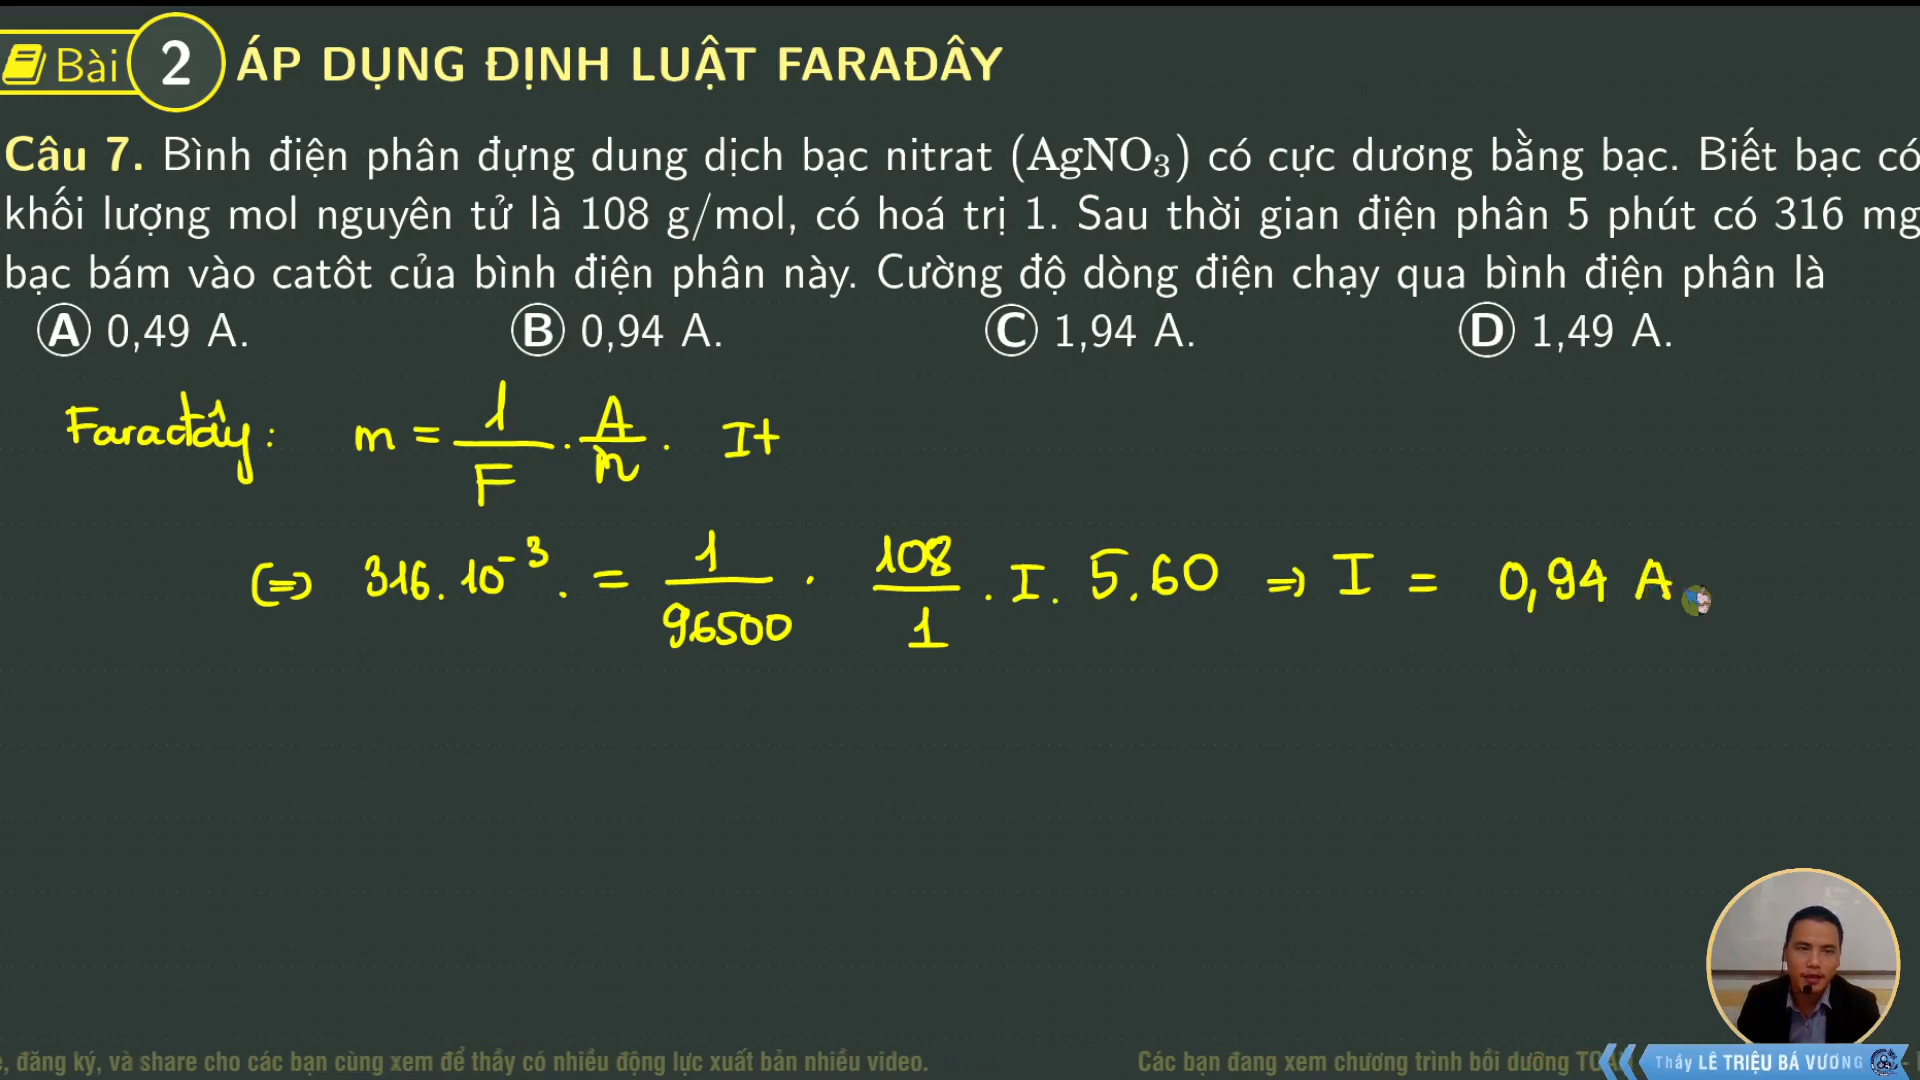 Bài 2 ÁP DỤNG ĐỊNH LUẬT FARAĐÂY
Câu 7. Bình điện phân đựng dung dịch bạc nitrat (AgNO₃) có cực dương bằng bạc. Biết bạc có
khối lượng mol nguyên tử là 108 g/mol, có hoá trị 1. Sau thời gian điện phân 5 phút có 316 mg
bạc bám vào catôt của bình điện phân này. Cường độ dòng điện chạy qua bình điện phân là
A 0,49 A. B 0,94 A. C 1,94 A. D 1,49 A.
Farađây: m = 1/F . A/n . It
(=) 316.10⁻³. = 1/96500 . 108/1 . I. 5.60 => I = 0,94 A
, đăng ký, và share cho các bạn cùng xem để thầy có nhiều động lực xuất bản nhiều video. Các bạn đang xem chương trình bồi dưỡng
Thầy LÊ TRIỆU BÁ VƯƠNG